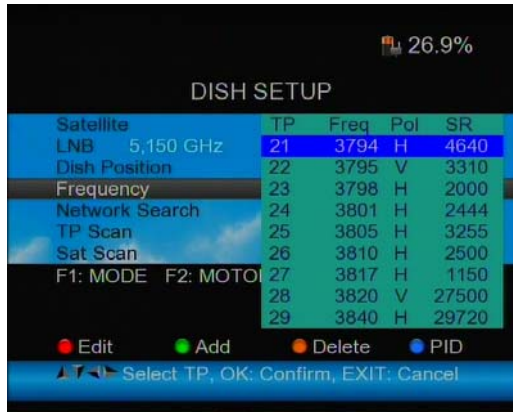 26.9%
DISH SETUP
Satellite TP Freq Pol SR
LNB 5,150 GHz 21 3794 H 4640
Dish Position 22 3795 V 3310
Frequency 23 3798 H 2000
Network Search 24 3801 H 2444
TP Scan 25 3805 H 3255
Sat Scan 26 3810 H 2500
F1: MODE F2: MOTO 27 3817 H 1150
28 3820 V 27500
29 3840 H 29720
Edit Add Delete PID
Select TP, OK: Confirm, EXIT: Cancel